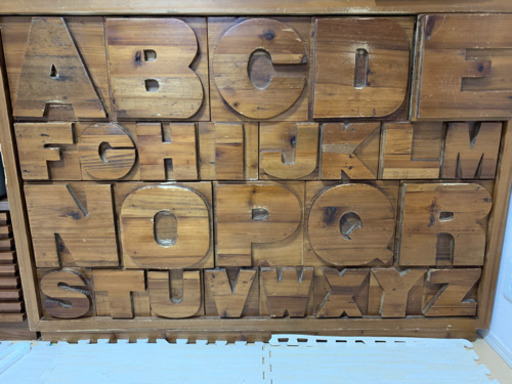 ABCDE
FGHIJKLM
NOPQR
STUVWXYZ